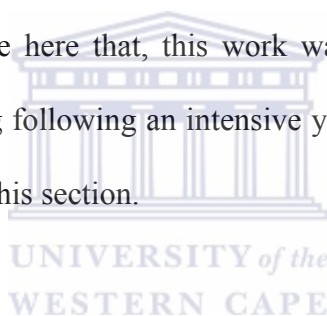 e here that, this work wa
following an intensive y
his section.
UNIVERSITY of the
WESTERN CAPE